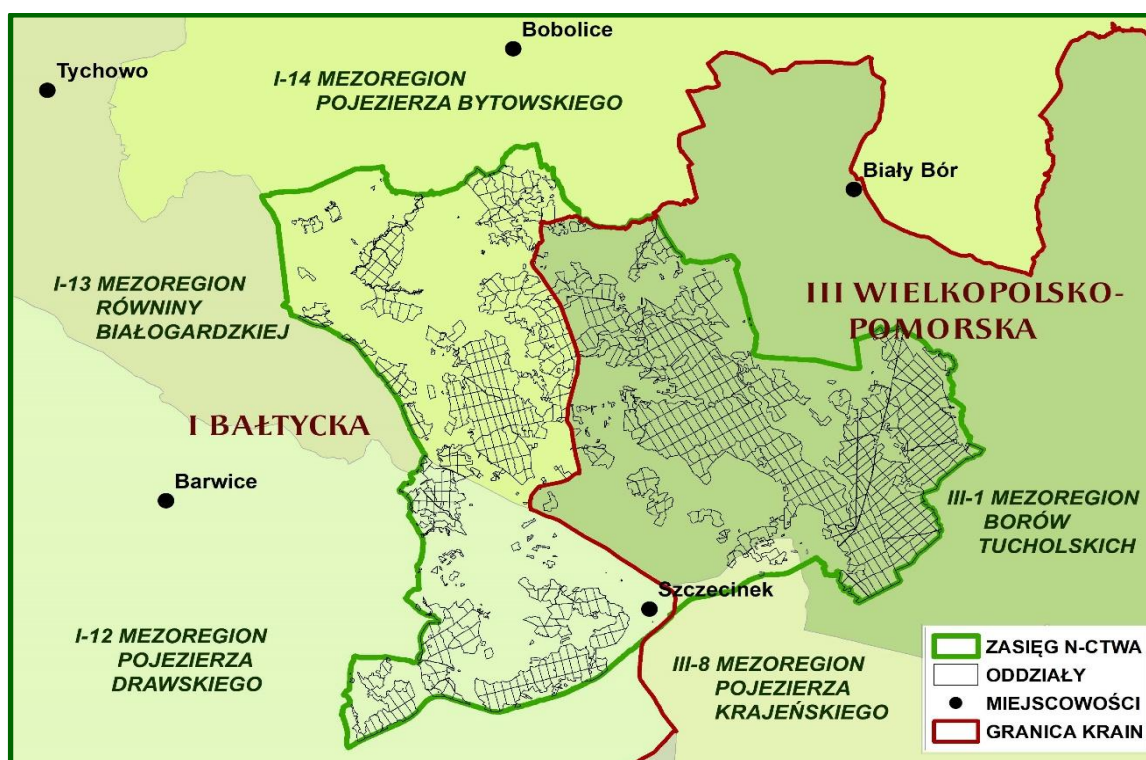 Bobolice
Tychowo
I-14 MEZOREGION
POJEZIERZA BYTOWSKIEGO
Biały Bór
I-13 MEZOREGION
RÓWNINY
BIAŁOGARDZKIEJ
III WIELKOPOLSKO-
POMORSKA
I BAŁTYCKA
Barwice
III-1 MEZOREGION
BORÓW
TUCHOLSKICH
Szczecinek
I-12 MEZOREGION
POJEZIERZA
DRAWSKIEGO
III-8 MEZOREGION
POJEZIERZA
KRAJEŃSKIEGO
ZASIĘG N-CTWA
ODDZIAŁY
MIEJSCOWOŚCI
GRANICA KRAIN